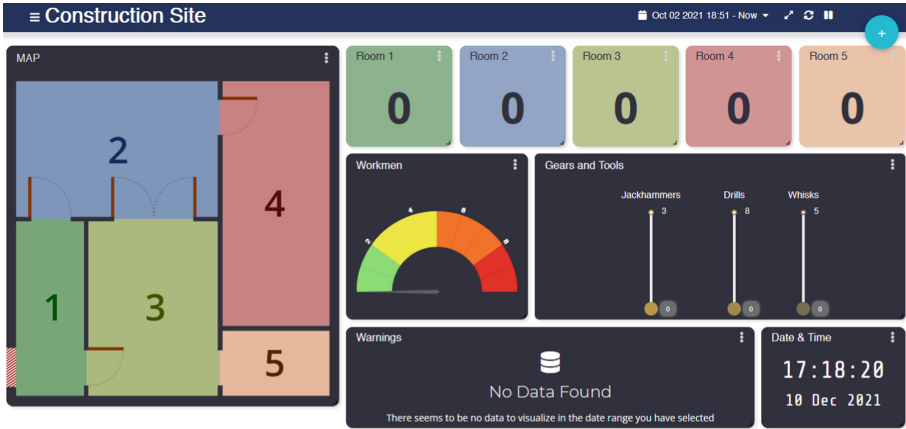 Construction Site
Oct 02 2021 18:51 - Now
+
MAP
2
4
1
3
5
Room 1
0
Room 2
0
Room 3
0
Room 4
0
Room 5
0
Workmen
2
4
6
8
Gears and Tools
Jackhammers
3
0
Drills
8
0
Whisks
5
0
Warnings
No Data Found
There seems to be no data to visualize in the date range you have selected
Date & Time
17:18:20
10 Dec 2021